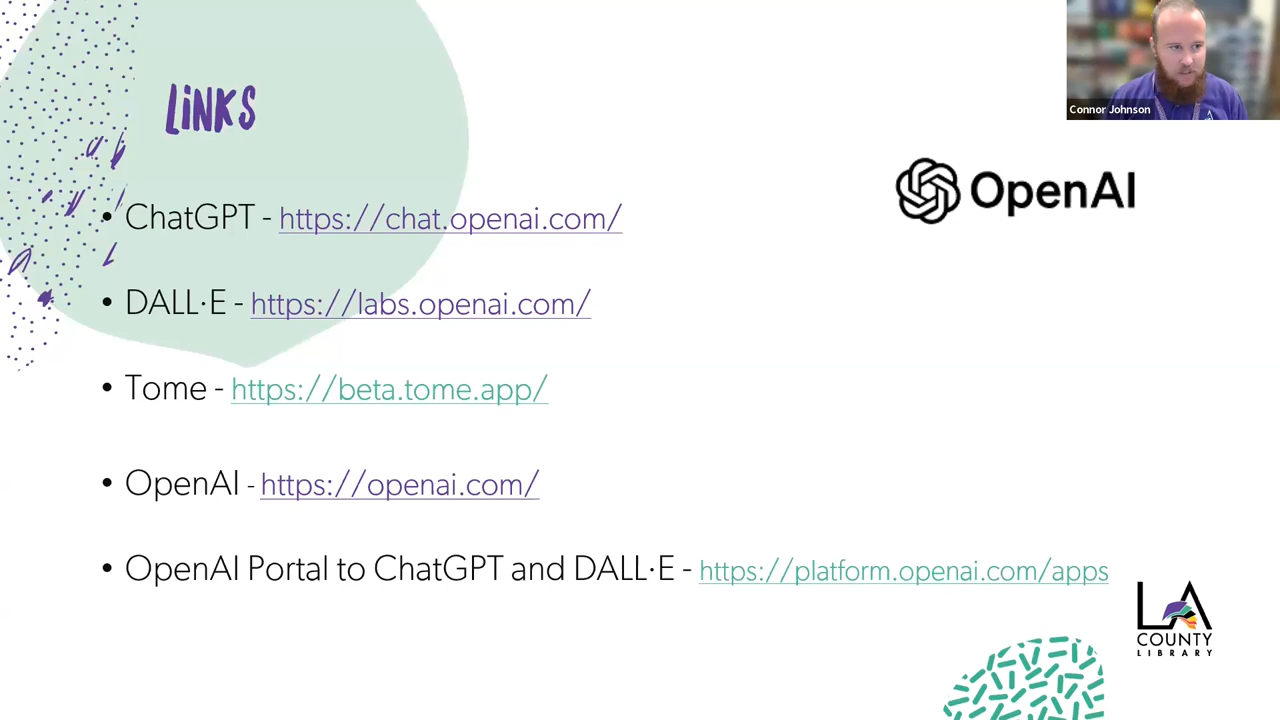 LiNKS
Connor Johnson
OpenAI
• ChatGPT - https://chat.openai.com/
• DALL·E - https://labs.openai.com/
• Tome - https://beta.tome.app/
• OpenAI - https://openai.com/
• OpenAI Portal to ChatGPT and DALL·E - https://platform.openai.com/apps
LA
COUNTY
LIBRARY